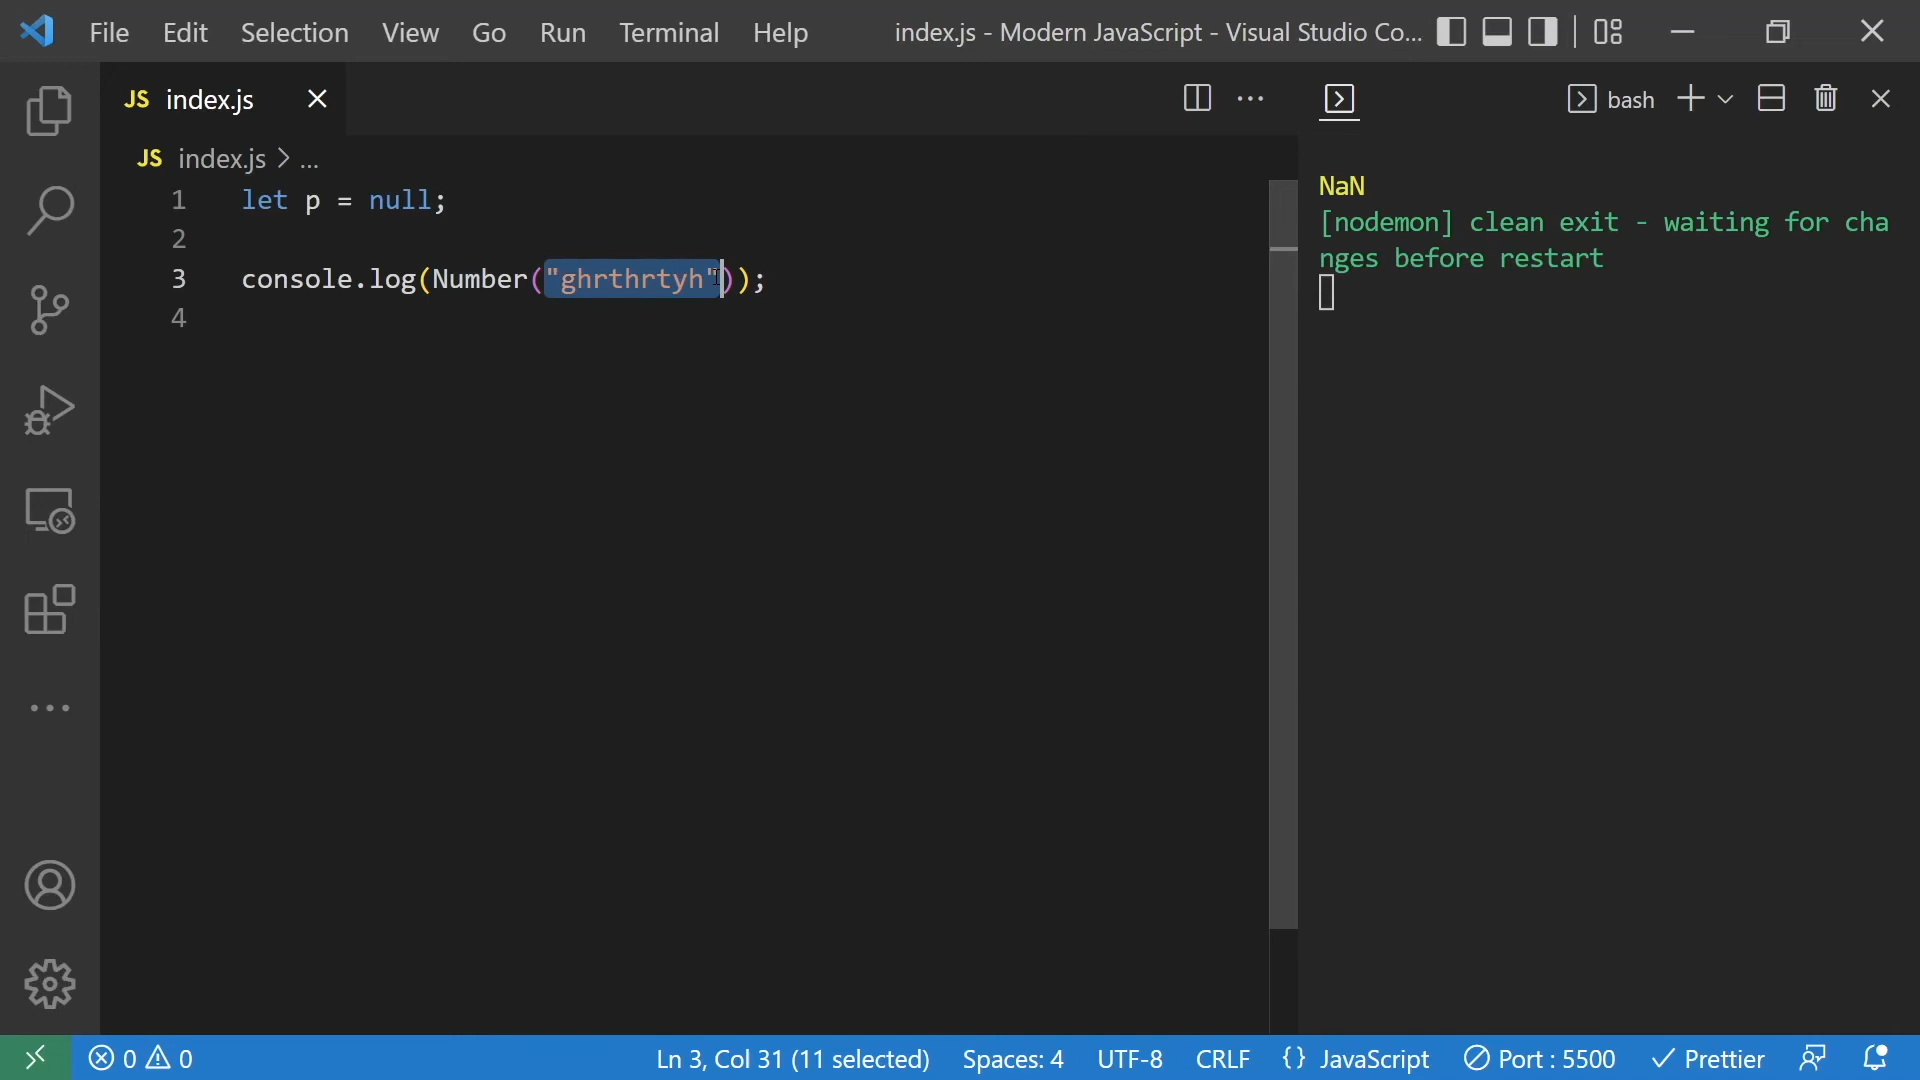 File Edit Selection View Go Run Terminal Help index.js - Modern JavaScript - Visual Studio Co...
JS index.js
JS index.js > ...
1 let p = null;
2
3 console.log(Number("ghrthrtyh"));
4
bash
NaN
[nodemon] clean exit - waiting for cha
nges before restart
0 0 Ln 3, Col 31 (11 selected) Spaces: 4 UTF-8 CRLF {} JavaScript Port : 5500 Prettier